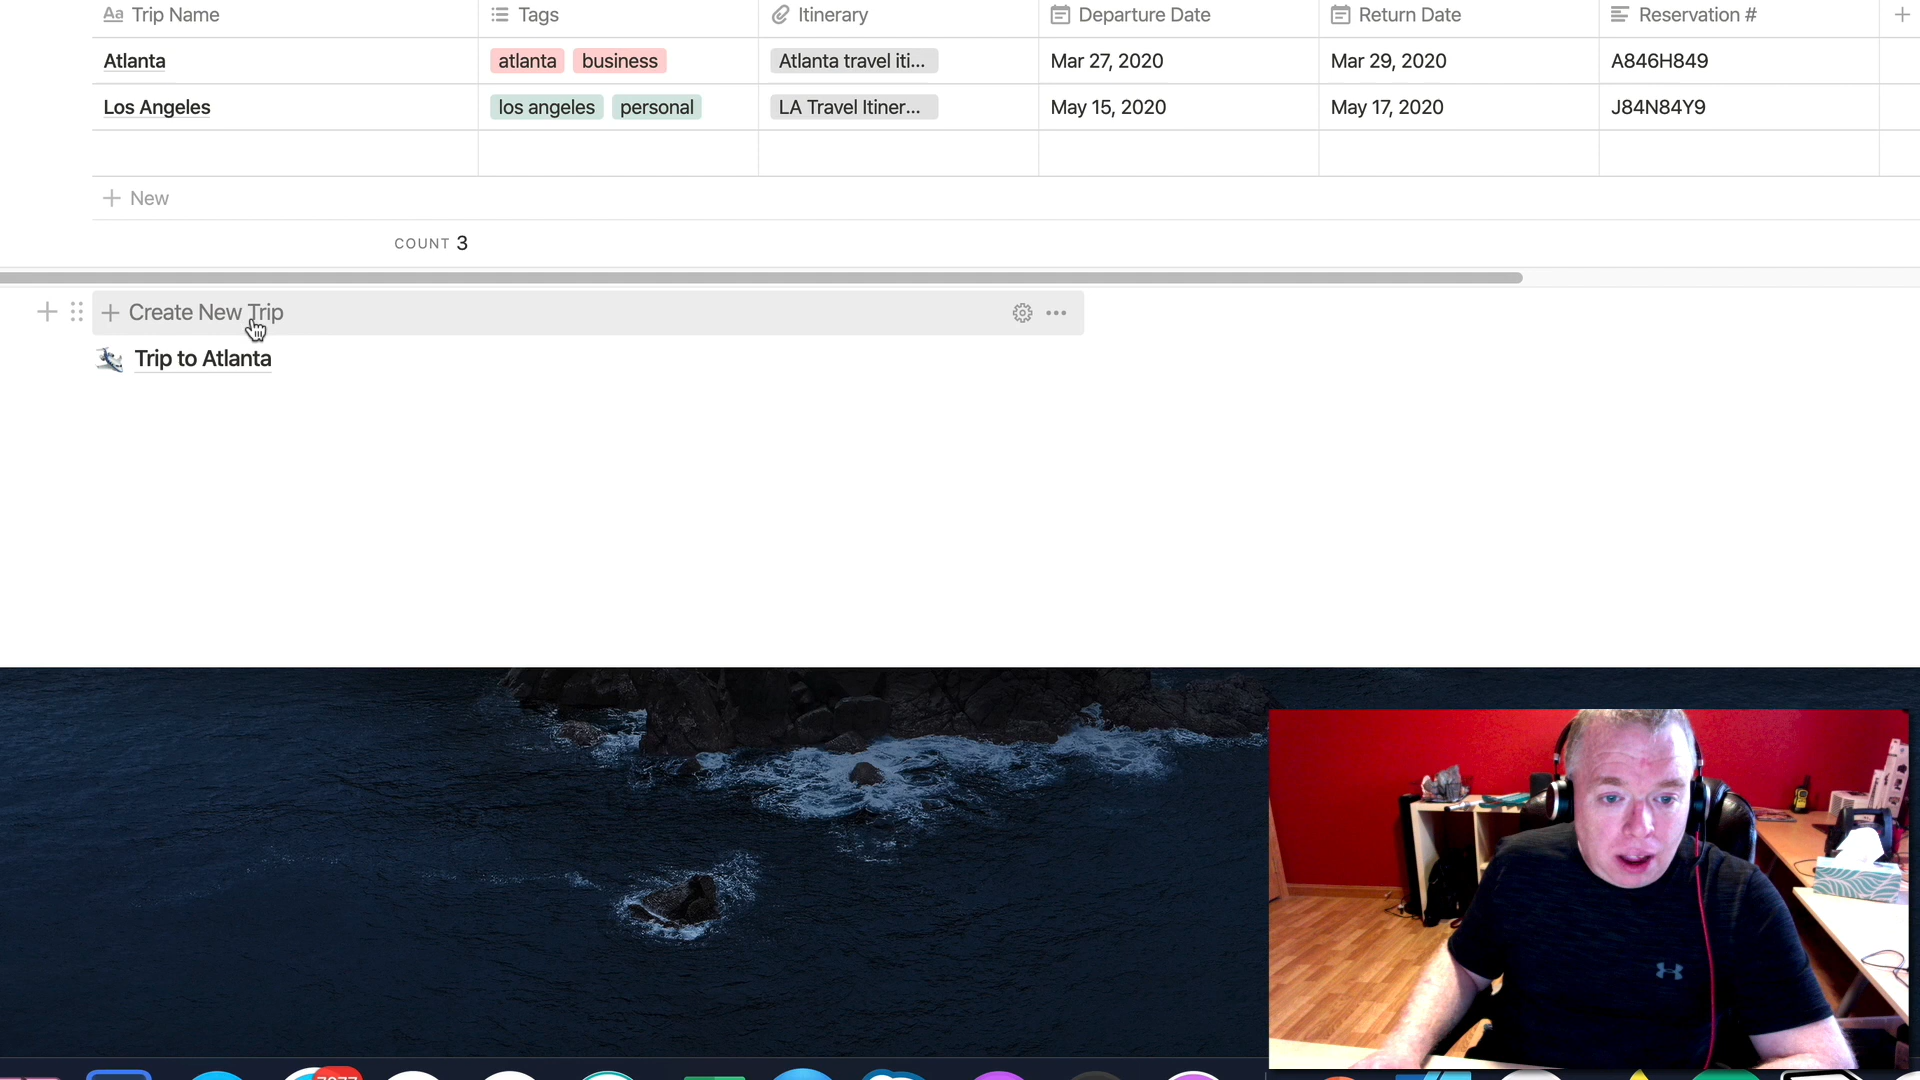 Trip Name Tags Itinerary Departure Date Return Date Reservation #
Atlanta atlanta business Atlanta travel iti... Mar 27, 2020 Mar 29, 2020 A846H849
Los Angeles los angeles personal LA Travel Itiner... May 15, 2020 May 17, 2020 J84N84Y9
New
COUNT 3
Create New Trip
Trip to Atlanta